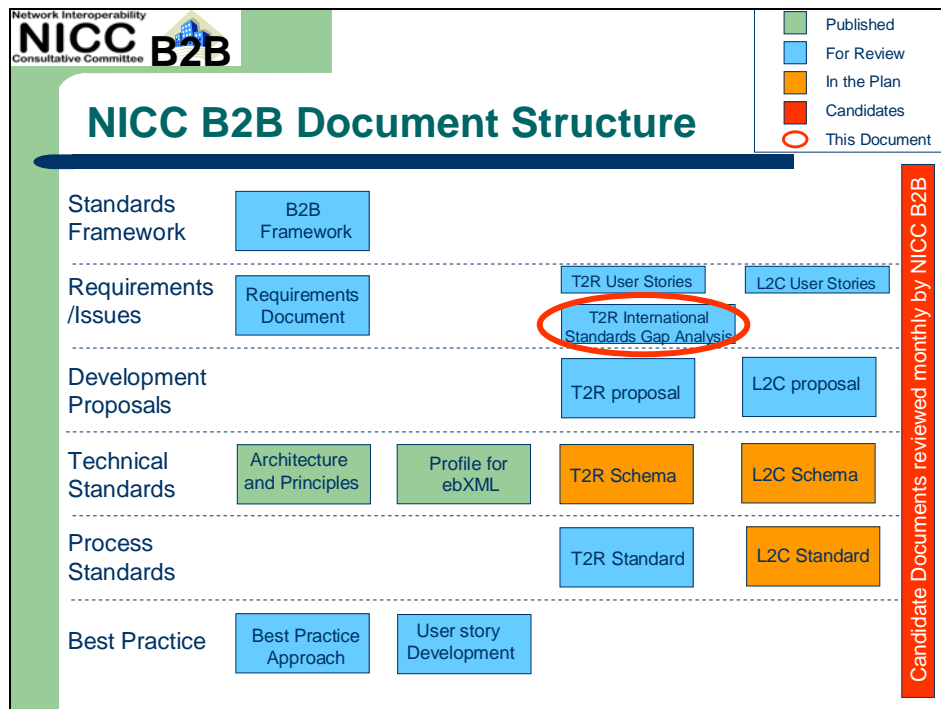 Network Interoperability
NICC
Consultative Committee
B2B
Published
For Review
In the Plan
Candidates
This Document
NICC B2B Document Structure
Standards
Framework
B2B
Framework
Requirements
/Issues
Requirements
Document
T2R User Stories
L2C User Stories
T2R International
Standards Gap Analysis
Development
Proposals
T2R proposal
L2C proposal
Technical
Standards
Architecture
and Principles
Profile for
ebXML
T2R Schema
L2C Schema
Process
Standards
T2R Standard
L2C Standard
Best Practice
Best Practice
Approach
User story
Development
Candidate Documents reviewed monthly by NICC B2B